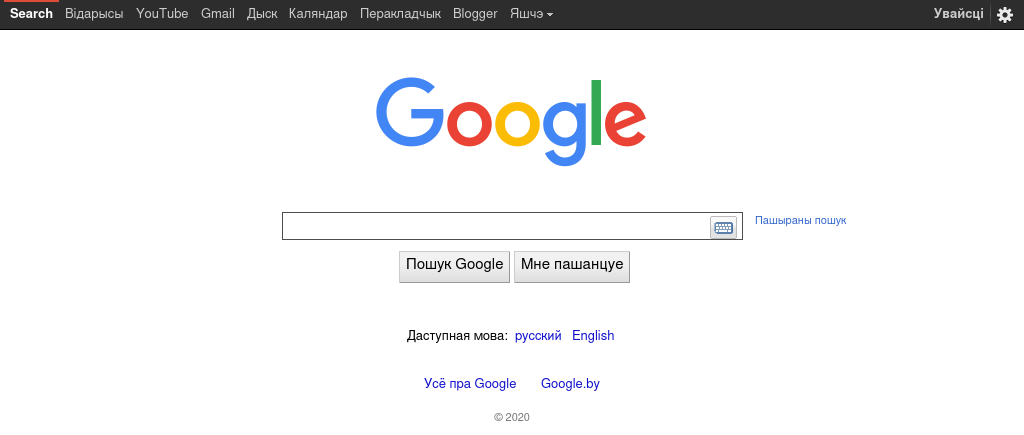 Search Відарысы YouTube Gmail Дыск Каляндар Перакладчык Blogger Яшчэ Увайсці
Google
Пашыраны пошук
Пошук Google Мне пашанцуе
Даступная мова: русский English
Усё пра Google Google.by
© 2020